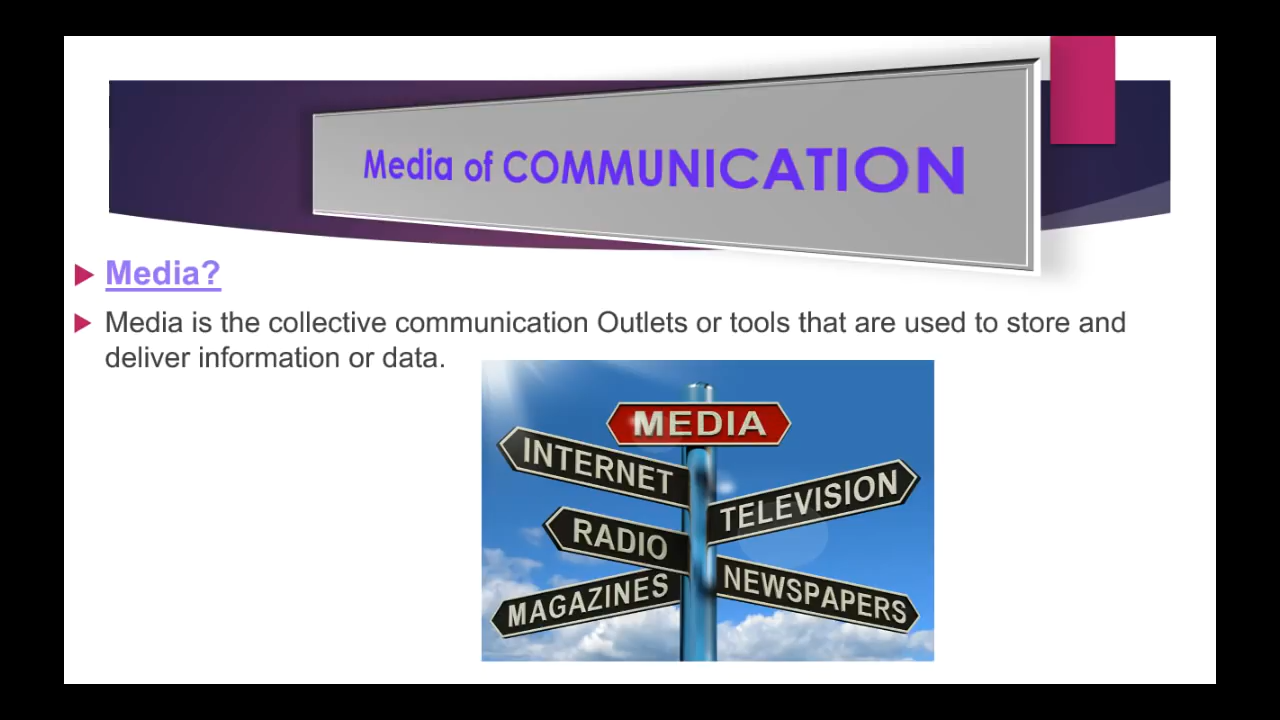 Media of COMMUNICATION
Media?
Media is the collective communication Outlets or tools that are used to store and
deliver information or data.
MEDIA
INTERNET
TELEVISION
RADIO
MAGAZINES
NEWSPAPERS